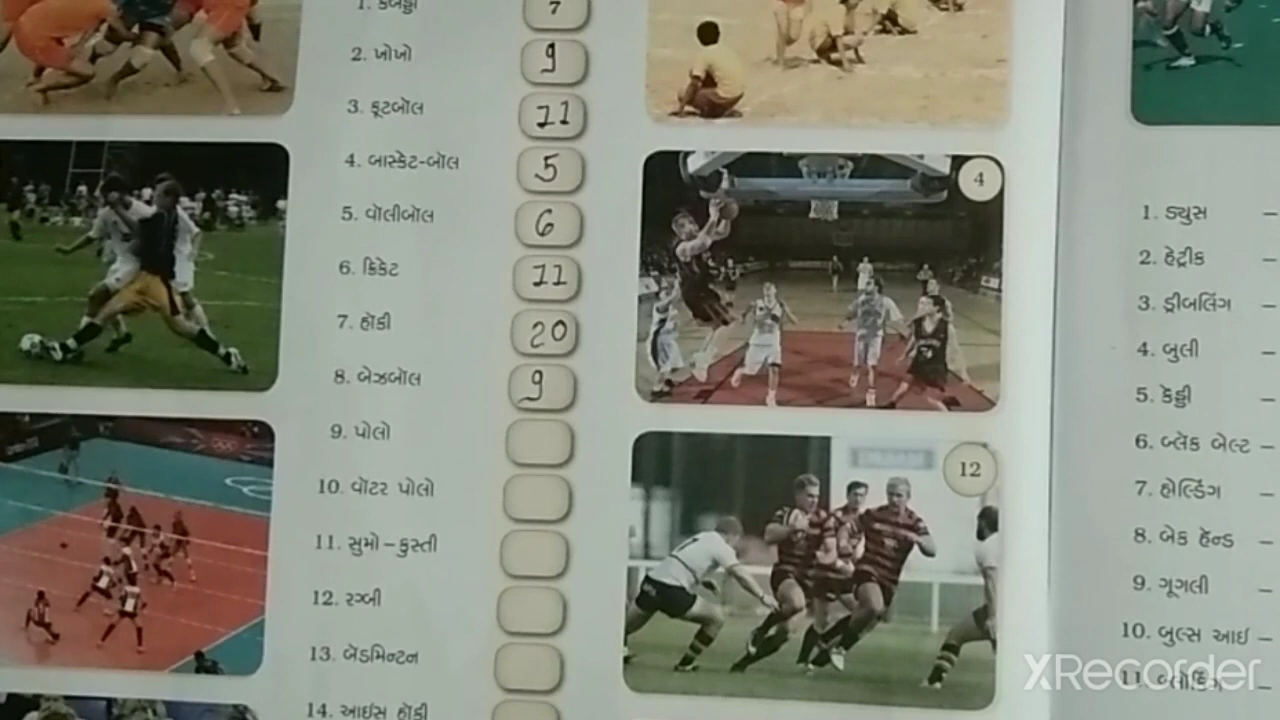 1. કબડ્ડી 7
2. ખોખો 9
3. ફૂટબૉલ 11
4. બાસ્કેટ-બૉલ 5
5. વૉલીબૉલ 6
6. ક્રિકેટ 11
7. હૉકી 20
8. બેઝબૉલ 9
9. પોલો
10. વૉટર પોલો
11. સુમો – કુસ્તી
12. રગ્બી
13. બૅડમિન્ટન
14. આઇસ હૉકી
4
12
1. ડ્યુસ –
2. હેટ્રીક –
3. ડ્રીબલિંગ –
4. બુલી –
5. કૅડ્ડી –
6. બ્લૅક બેલ્ટ –
7. હોલ્ડિંગ –
8. બેક હૅન્ડ –
9. ગૂગલી –
10. બુલ્સ આઈ –
11. બ્લોકિંગ –
XRecorder